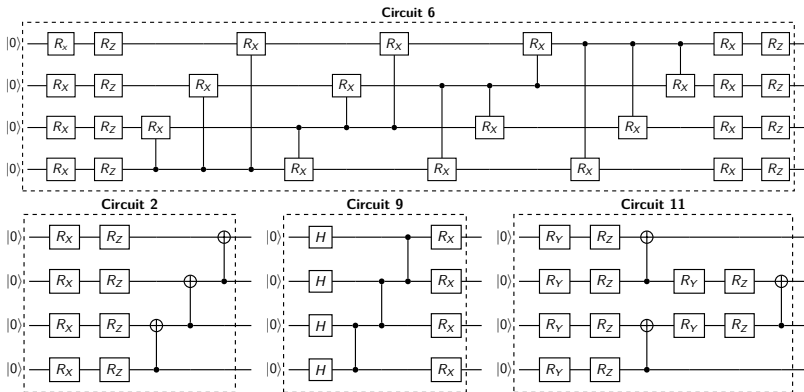 Circuit 6
|0⟩ Rx RZ RX RX RX RX RZ
|0⟩ RX RZ RX RX RX RX RZ
|0⟩ RX RZ RX RX RX RX RZ
|0⟩ RX RZ RX RX RX RX RZ
Circuit 2
|0⟩ RX RZ
|0⟩ RX RZ
|0⟩ RX RZ
|0⟩ RX RZ
Circuit 9
|0⟩ H RX
|0⟩ H RX
|0⟩ H RX
|0⟩ H RX
Circuit 11
|0⟩ RY RZ
|0⟩ RY RZ RY RZ
|0⟩ RY RZ RY RZ
|0⟩ RY RZ